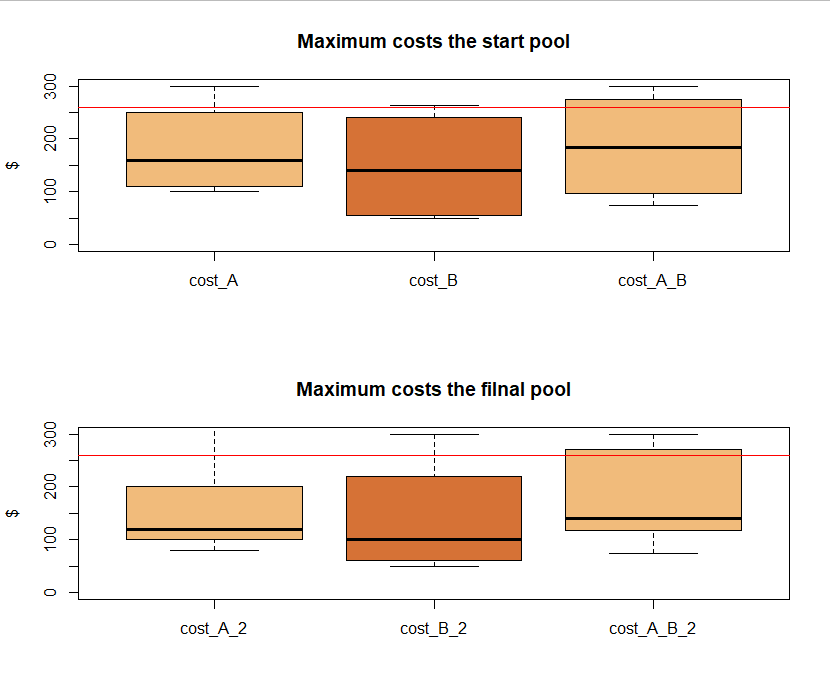 Maximum costs the start pool
$
300
200
100
0
cost_A cost_B cost_A_B
Maximum costs the filnal pool
$
300
200
100
0
cost_A_2 cost_B_2 cost_A_B_2